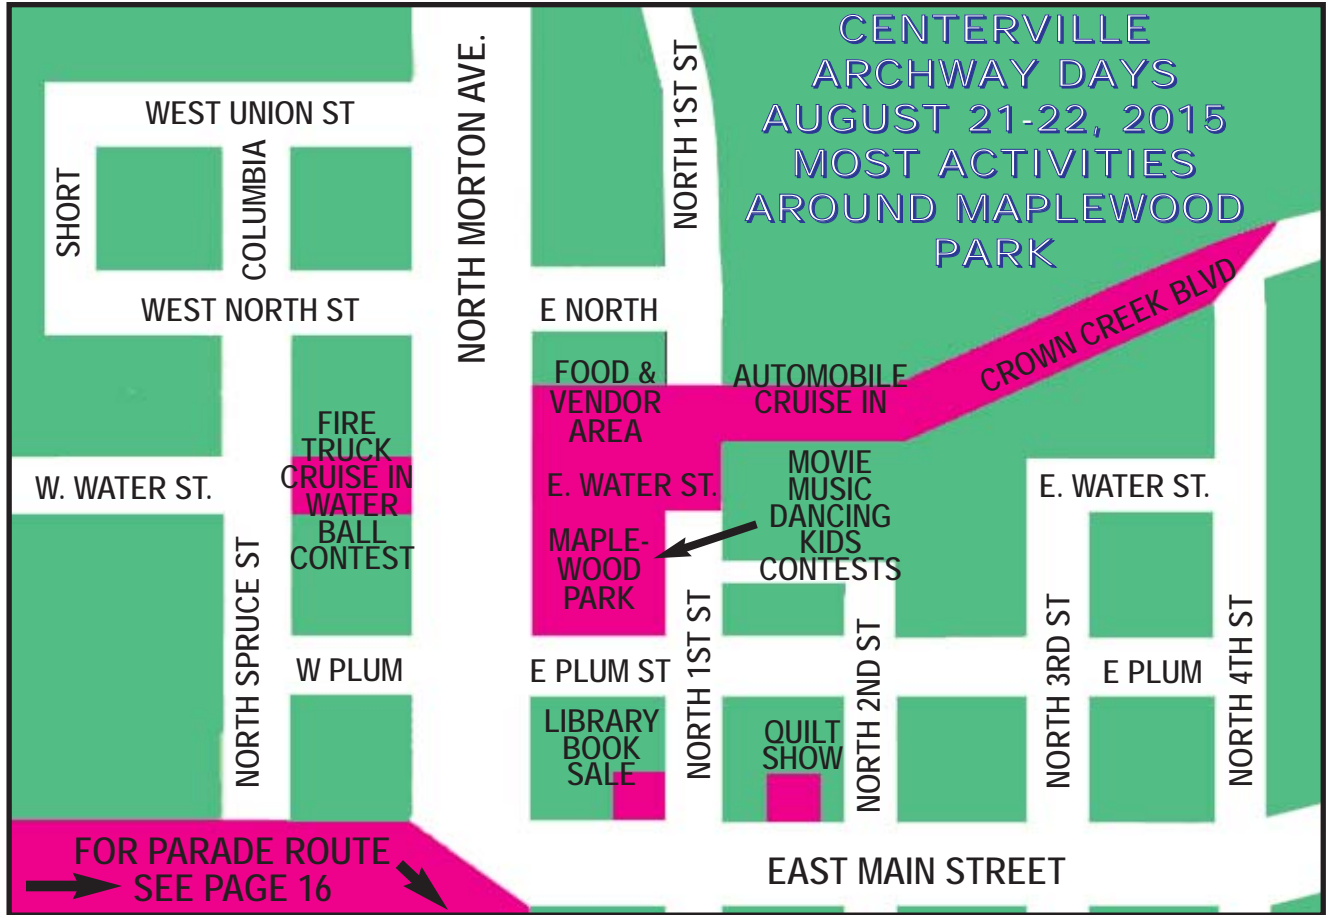 CENTERVILLE
ARCHWAY DAYS
AUGUST 21-22, 2015
MOST ACTIVITIES
AROUND MAPLEWOOD
PARK
WEST UNION ST
SHORT
COLUMBIA
NORTH MORTON AVE.
NORTH 1ST ST
WEST NORTH ST
E NORTH
CROWN CREEK BLVD
FOOD &
VENDOR
AREA
AUTOMOBILE
CRUISE IN
FIRE
TRUCK
CRUISE IN
WATER
BALL
CONTEST
W. WATER ST.
E. WATER ST.
MOVIE
MUSIC
DANCING
KIDS
CONTESTS
E. WATER ST.
MAPLE-
WOOD
PARK
NORTH SPRUCE ST
W PLUM
E PLUM ST
NORTH 1ST ST
NORTH 2ND ST
NORTH 3RD ST
E PLUM
NORTH 4TH ST
LIBRARY
BOOK
SALE
QUILT
SHOW
FOR PARADE ROUTE
SEE PAGE 16
EAST MAIN STREET